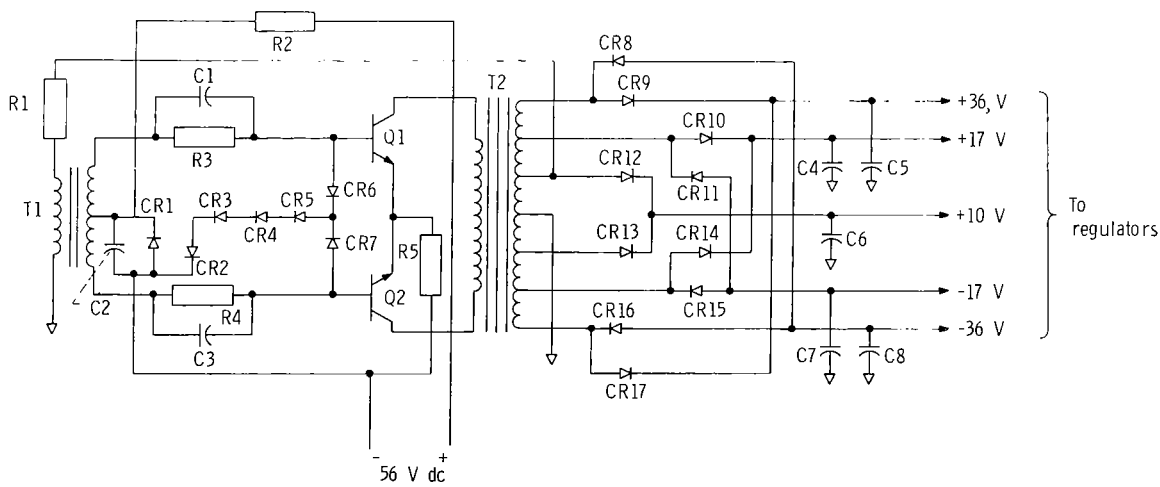 R2
CR8
C1
T2
CR9
R1
+36, V
CR10
+17 V
Q1
R3
CR12
C4
C5
CR6
CR11
CR3
CR5
T1
CR1
+10 V
To
regulators
CR4
CR13
CR14
C6
CR7
R5
CR2
-17 V
C2
Q2
CR15
R4
CR16
-36 V
C3
C7
C8
CR17
- +
56 V dc